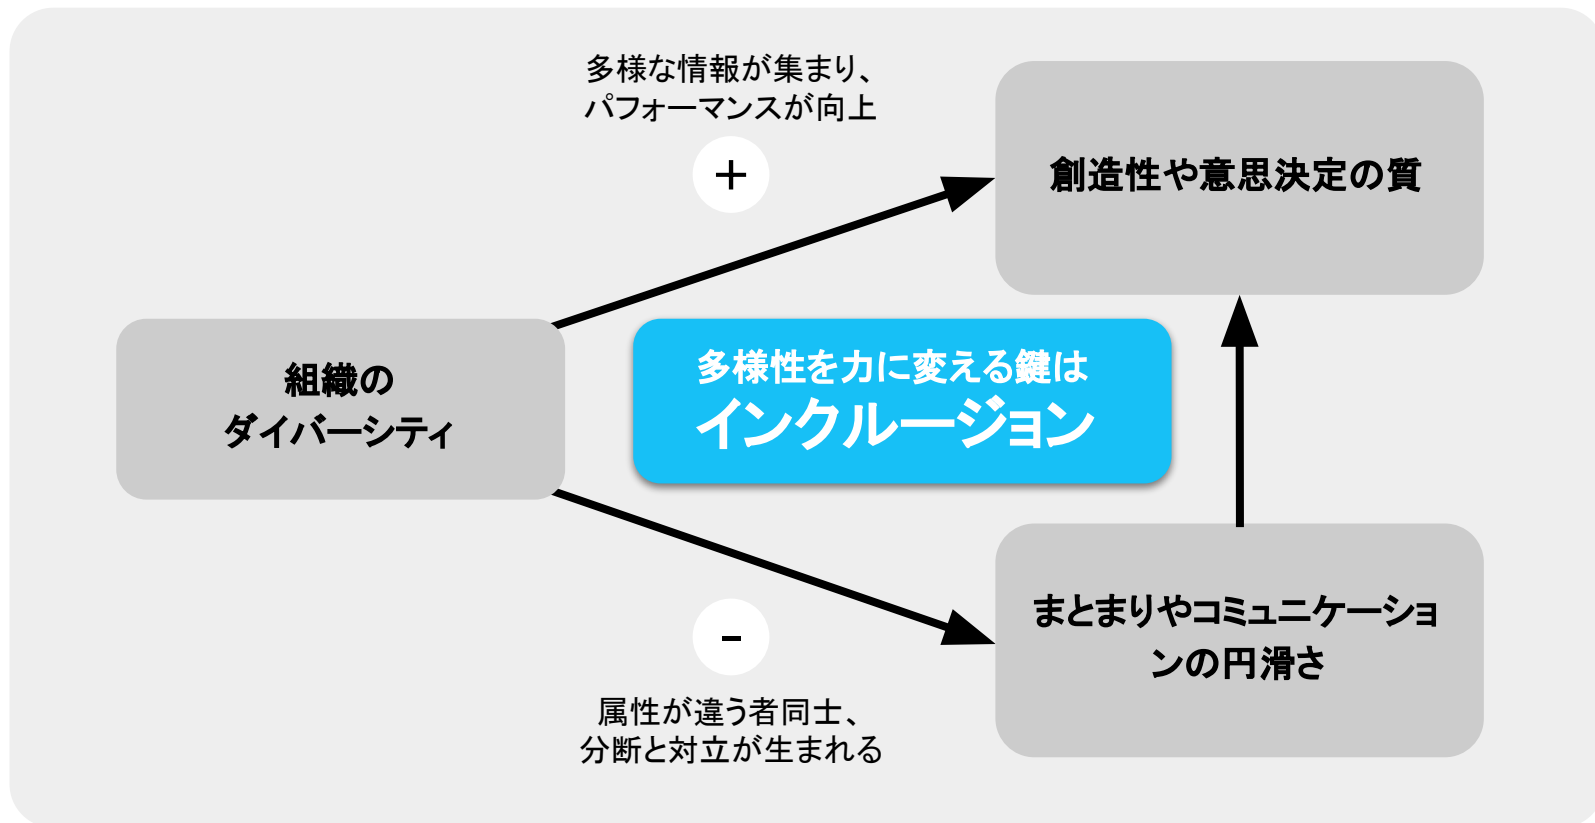 多様な情報が集まり、
パフォーマンスが向上
+
創造性や意思決定の質
組織の
ダイバーシティ
多様性を力に変える鍵は
インクルージョン
まとまりやコミュニケーショ
ンの円滑さ
-
属性が違う者同士、
分断と対立が生まれる